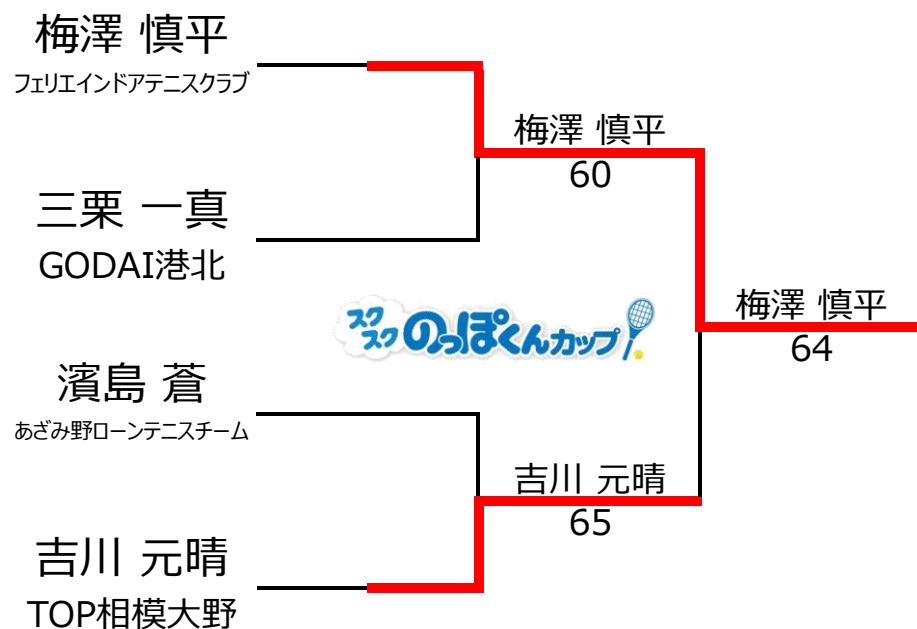 梅澤 慎平
フェリエインドアテニスクラブ
梅澤 慎平
60
三栗 一真
GODAI港北
スクスクのっぽくんカップ
梅澤 慎平
64
濱島 蒼
あざみ野ローンテニスチーム
吉川 元晴
65
吉川 元晴
TOP相模大野